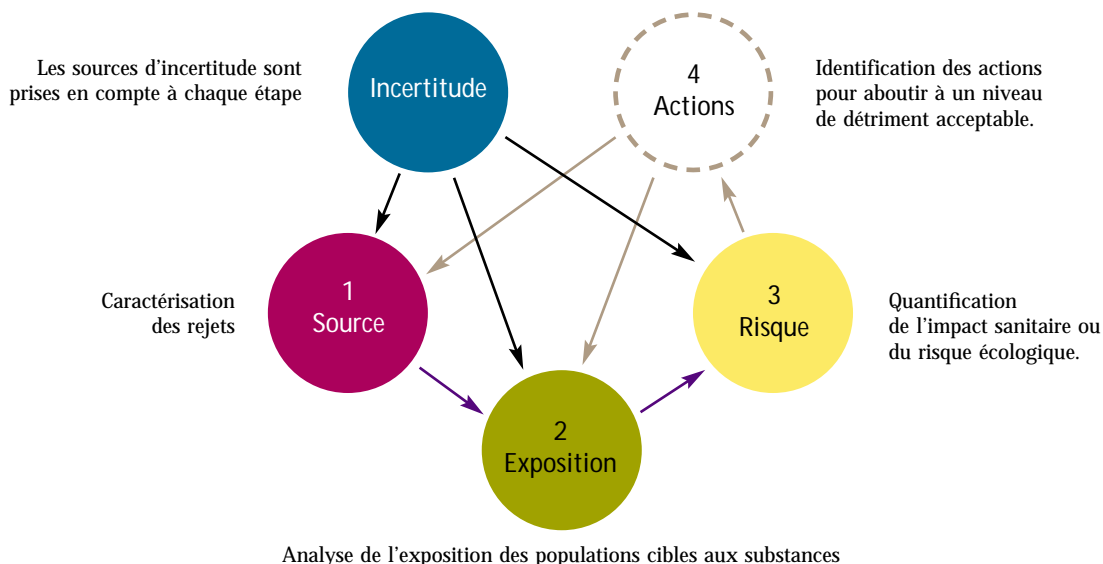 Les sources d'incertitude sont
prises en compte à chaque étape
Incertitude
4
Actions
Identification des actions
pour aboutir à un niveau
de détriment acceptable.
Caractérisation
des rejets
1
Source
3
Risque
Quantification
de l'impact sanitaire ou
du risque écologique.
2
Exposition
Analyse de l'exposition des populations cibles aux substances